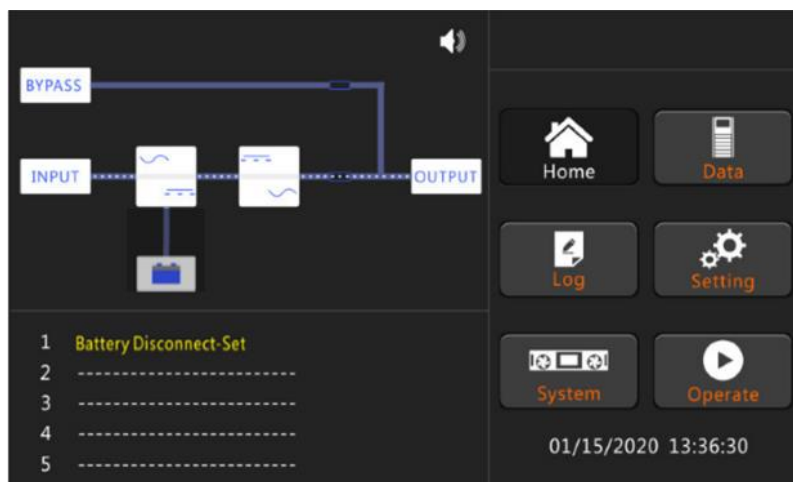 BYPASS
INPUT
OUTPUT
1 Battery Disconnect-Set
2 -------------------------
3 -------------------------
4 -------------------------
5 -------------------------
Home
Data
Log
Setting
System
Operate
01/15/2020 13:36:30